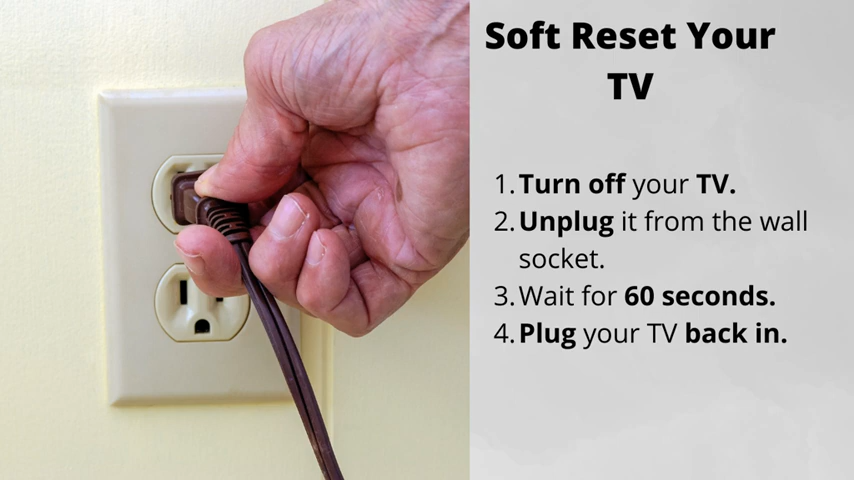 Soft Reset Your
TV
1. Turn off your TV.
2. Unplug it from the wall
socket.
3. Wait for 60 seconds.
4. Plug your TV back in.